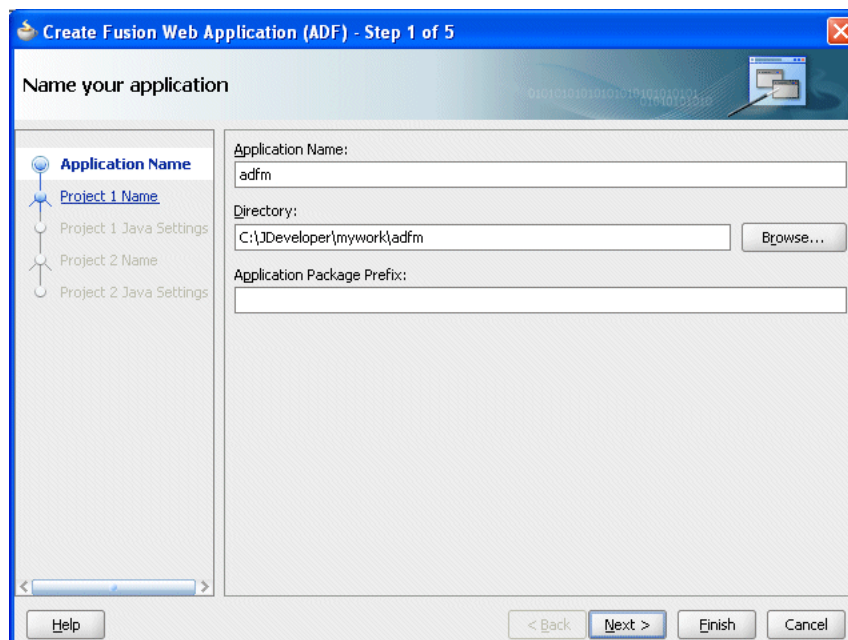 Create Fusion Web Application (ADF) - Step 1 of 5
Name your application
Application Name
Project 1 Name
Project 1 Java Settings
Project 2 Name
Project 2 Java Settings
Application Name:
adfm
Directory:
C:\JDeveloper\mywork\adfm
Browse...
Application Package Prefix:
Help
< Back
Next >
Finish
Cancel